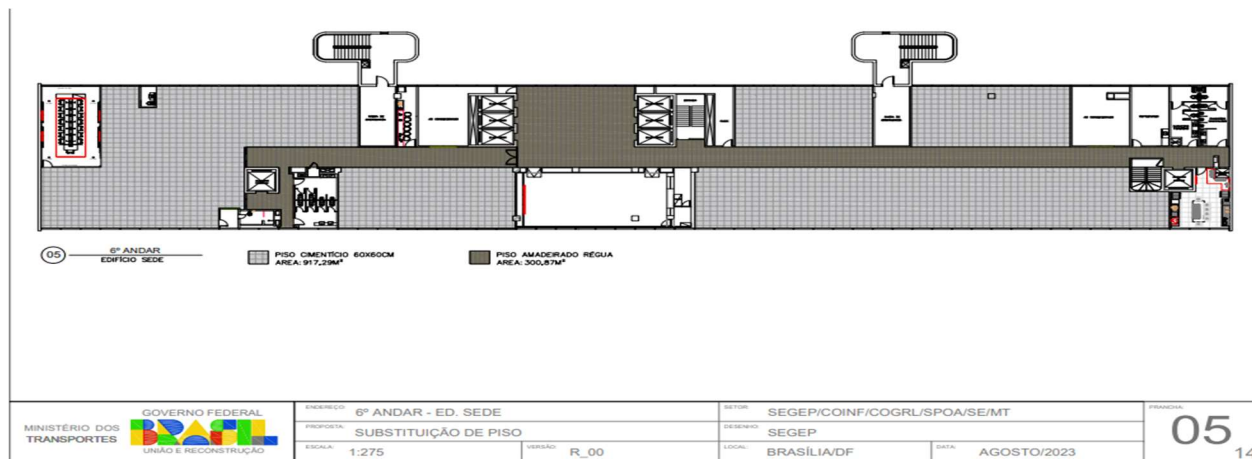 05
6º ANDAR
EDIFÍCIO SEDE
PISO CIMENTÍCIO 60X60CM
AREA: 917,29M²
PISO AMADEIRADO RÉGUA
AREA: 300,87M²
MINISTÉRIO DOS
TRANSPORTES
GOVERNO FEDERAL
BRASIL
UNIÃO E RECONSTRUÇÃO
ENDEREÇO: 6º ANDAR - ED. SEDE
PROPOSTA: SUBSTITUIÇÃO DE PISO
ESCALA: 1:275
VERSÃO: R_00
SETOR: SEGEP/COINF/COGRL/SPOA/SE/MT
DESENHO: SEGEP
LOCAL: BRASÍLIA/DF
DATA: AGOSTO/2023
PRANCHA:
05
14